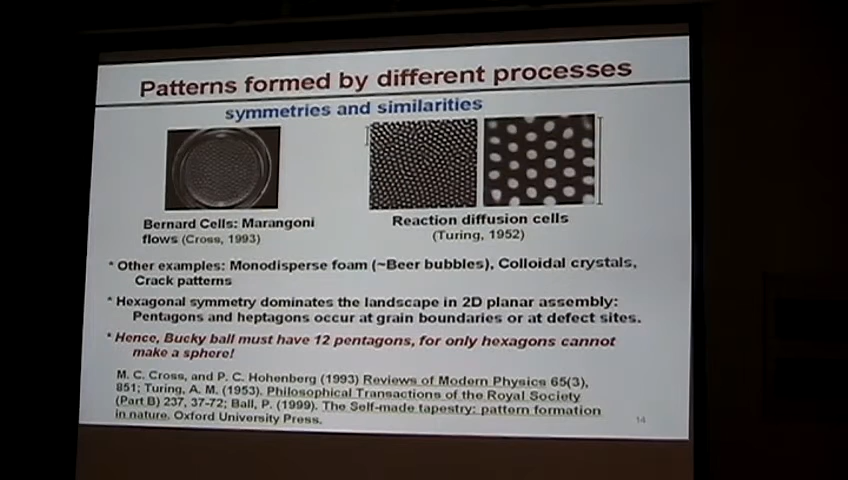 Patterns formed by different processes
symmetries and similarities
Bernard Cells: Marangoni
flows (Cross, 1993)
Reaction diffusion cells
(Turing, 1952)
* Other examples: Monodisperse foam (~Beer bubbles), Colloidal crystals,
Crack patterns
* Hexagonal symmetry dominates the landscape in 2D planar assembly:
Pentagons and heptagons occur at grain boundaries or at defect sites.
* Hence, Bucky ball must have 12 pentagons, for only hexagons cannot
make a sphere!
M. C. Cross, and P. C. Hohenberg (1993) Reviews of Modern Physics 65(3),
851; Turing, A. M. (1953). Philosophical Transactions of the Royal Society
(Part B) 237, 37-72; Ball, P. (1999). The Self-made tapestry: pattern formation
in nature. Oxford University Press.
14